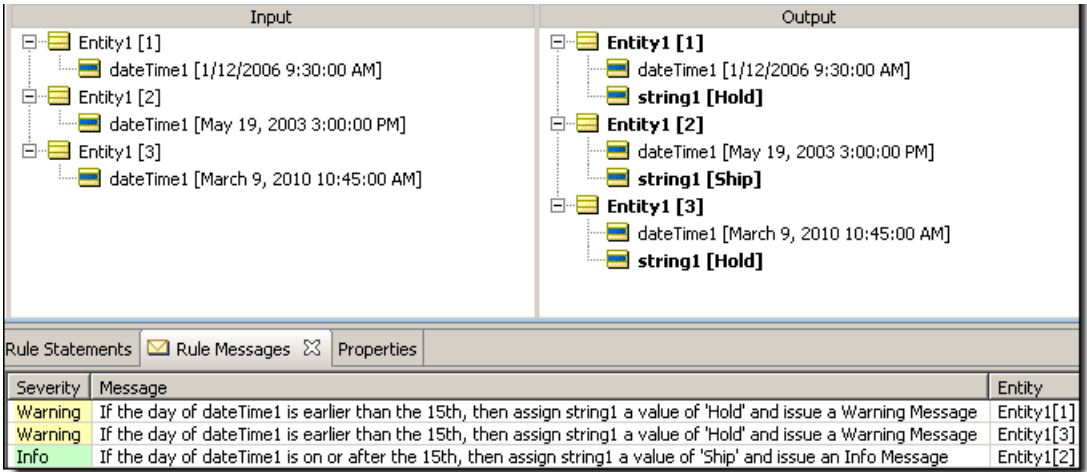 Input
Entity1 [1]
dateTime1 [1/12/2006 9:30:00 AM]
Entity1 [2]
dateTime1 [May 19, 2003 3:00:00 PM]
Entity1 [3]
dateTime1 [March 9, 2010 10:45:00 AM]
Output
Entity1 [1]
dateTime1 [1/12/2006 9:30:00 AM]
string1 [Hold]
Entity1 [2]
dateTime1 [May 19, 2003 3:00:00 PM]
string1 [Ship]
Entity1 [3]
dateTime1 [March 9, 2010 10:45:00 AM]
string1 [Hold]
Rule Statements Rule Messages Properties
Severity Message Entity
Warning If the day of dateTime1 is earlier than the 15th, then assign string1 a value of 'Hold' and issue a Warning Message Entity1[1]
Warning If the day of dateTime1 is earlier than the 15th, then assign string1 a value of 'Hold' and issue a Warning Message Entity1[3]
Info If the day of dateTime1 is on or after the 15th, then assign string1 a value of 'Ship' and issue an Info Message Entity1[2]